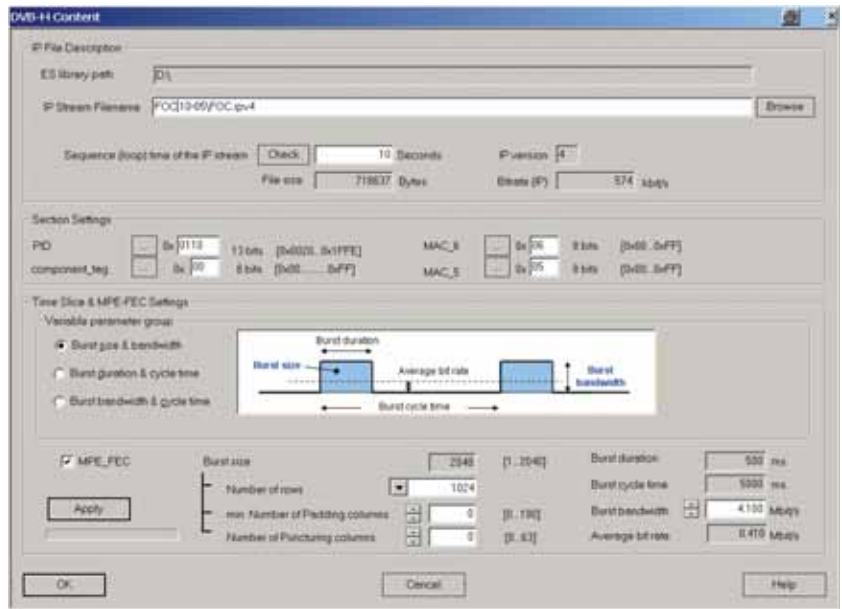 DVB-H Content
IP File Description
ES library path D:\
IP Stream Filename FOC[10-05]\FOC.ipv4 Browse
Sequence (loop) time of the IP stream Check 10 Seconds IP version 4
File size 718637 Bytes Bitrate (IP) 574 kbit/s
Section Settings
PID ... 0x 0110 13 bits [0x0020..0x1FFE] MAC_6 ... 0x 06 8 bits [0x00..0xFF]
component_tag ... 0x 00 8 bits [0x00........0xFF] MAC_5 ... 0x 05 8 bits [0x00..0xFF]
Time Slice & MPE-FEC Settings
Variable parameter group
Burst size & bandwidth
Burst duration & cycle time
Burst bandwidth & cycle time
Burst duration
Burst size
Average bit rate
Burst bandwidth
Burst cycle time
MPE_FEC Burst size [1..2040] Burst duration 500 ms
Number of rows 1024 Burst cycle time 5000 ms
Apply min. Number of Padding columns 0 [0..190] Burst bandwidth 4.100 Mbit/s
Number of Puncturing columns 0 [0..63] Average bit rate 0.410 Mbit/s
OK Cancel Help